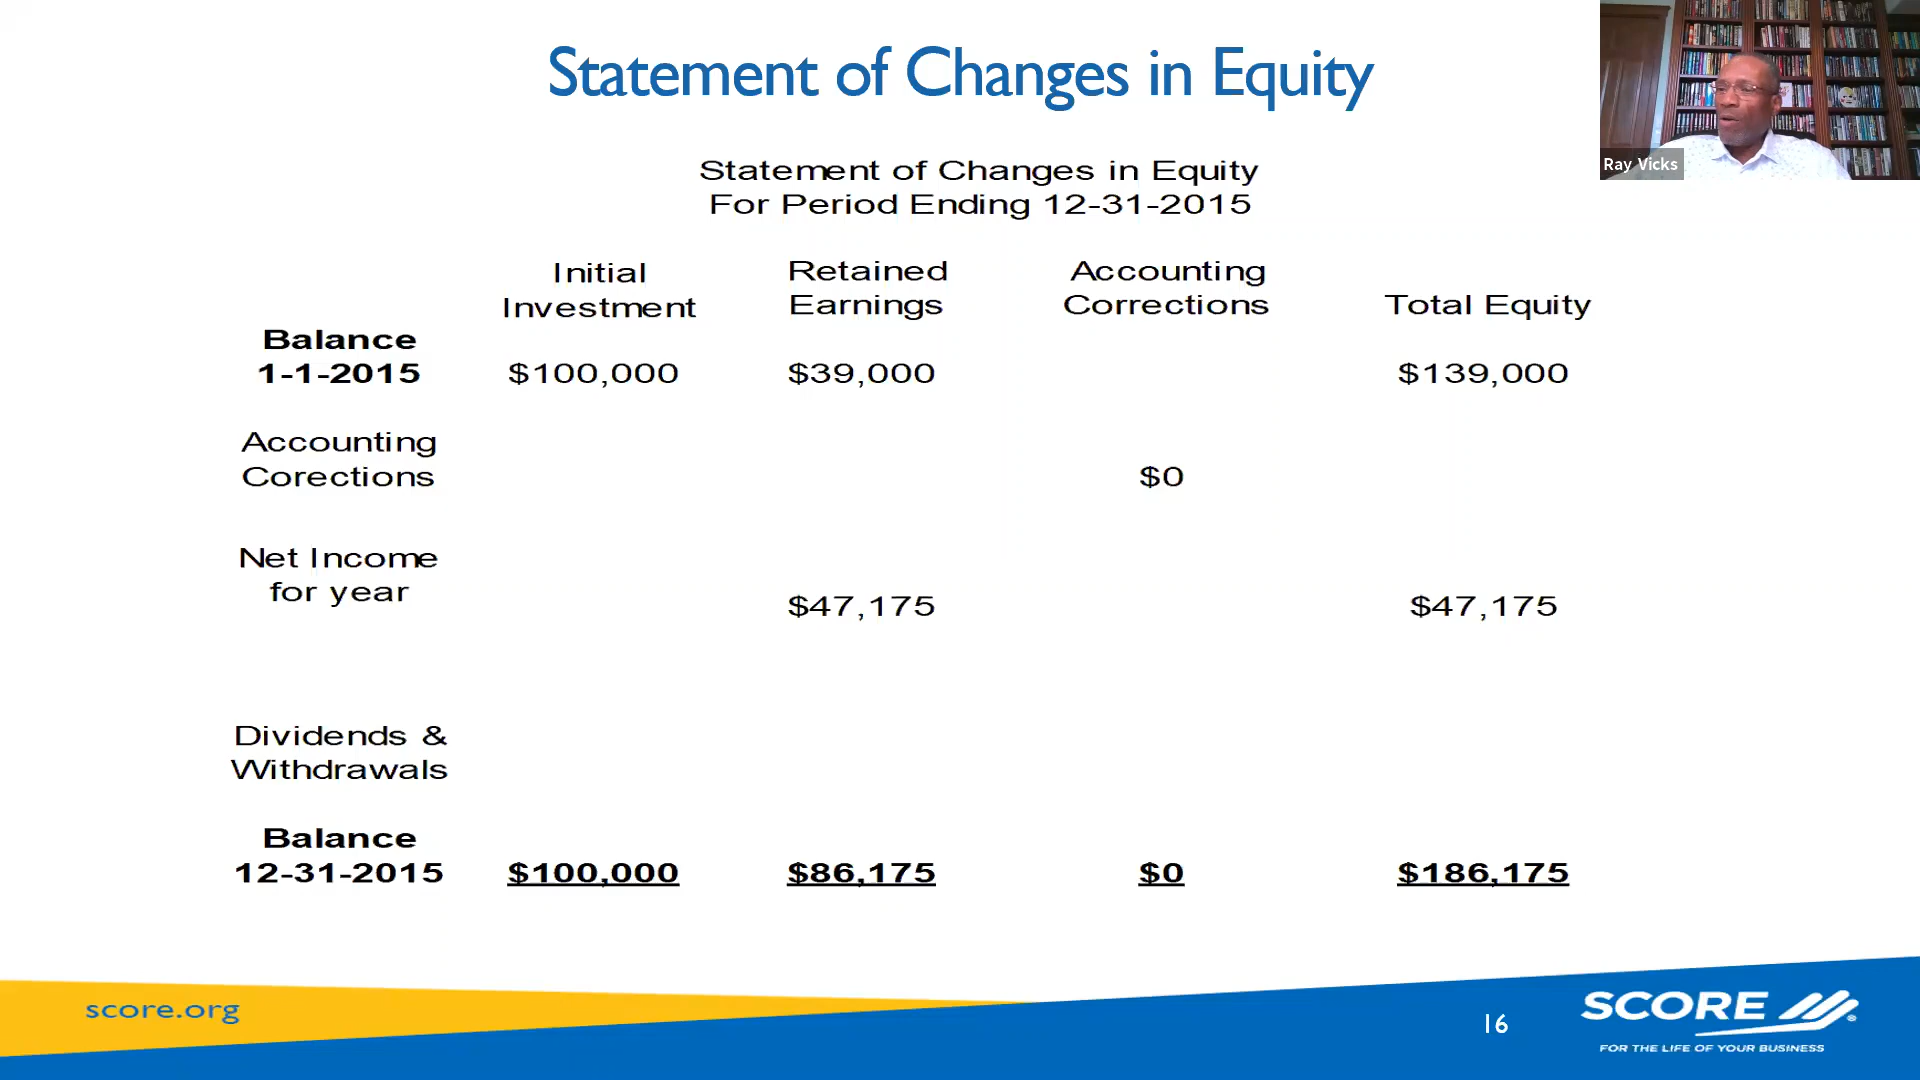 Statement of Changes in Equity
Ray Vicks
Statement of Changes in Equity
For Period Ending 12-31-2015
Initial Investment
Retained Earnings
Accounting Corrections
Total Equity
Balance
1-1-2015 $100,000 $39,000 $139,000
Accounting
Corections $0
Net Income
for year
$47,175 $47,175
Dividends &
Withdrawals
Balance
12-31-2015 $100,000 $86,175 $0 $186,175
score.org
16
SCORE ®
FOR THE LIFE OF YOUR BUSINESS